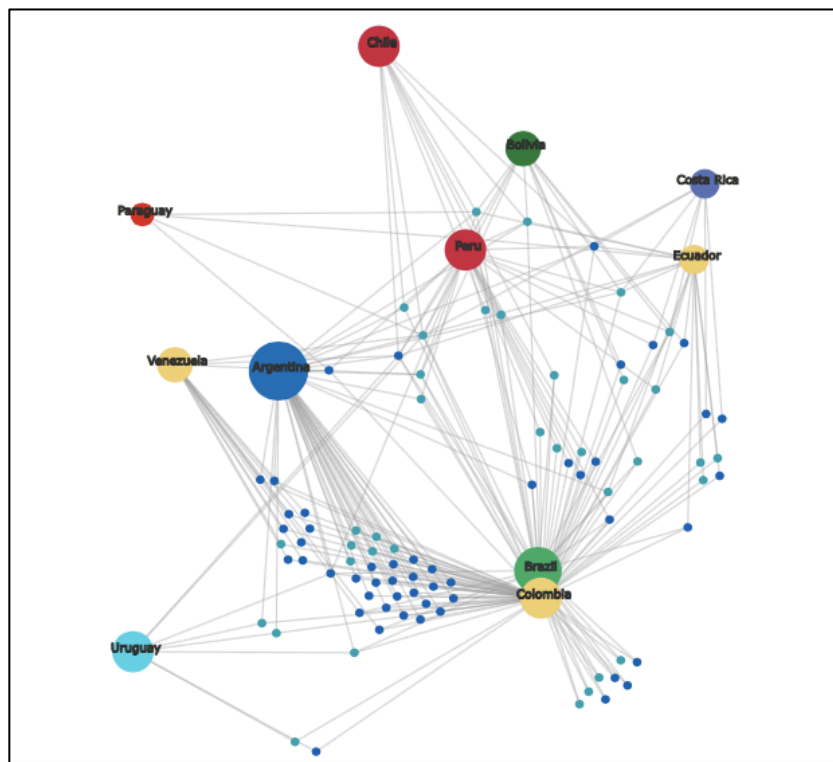 Chile
Bolivia
Costa Rica
Paraguay
Peru
Ecuador
Venezuela
Argentina
Brazil
Colombia
Uruguay